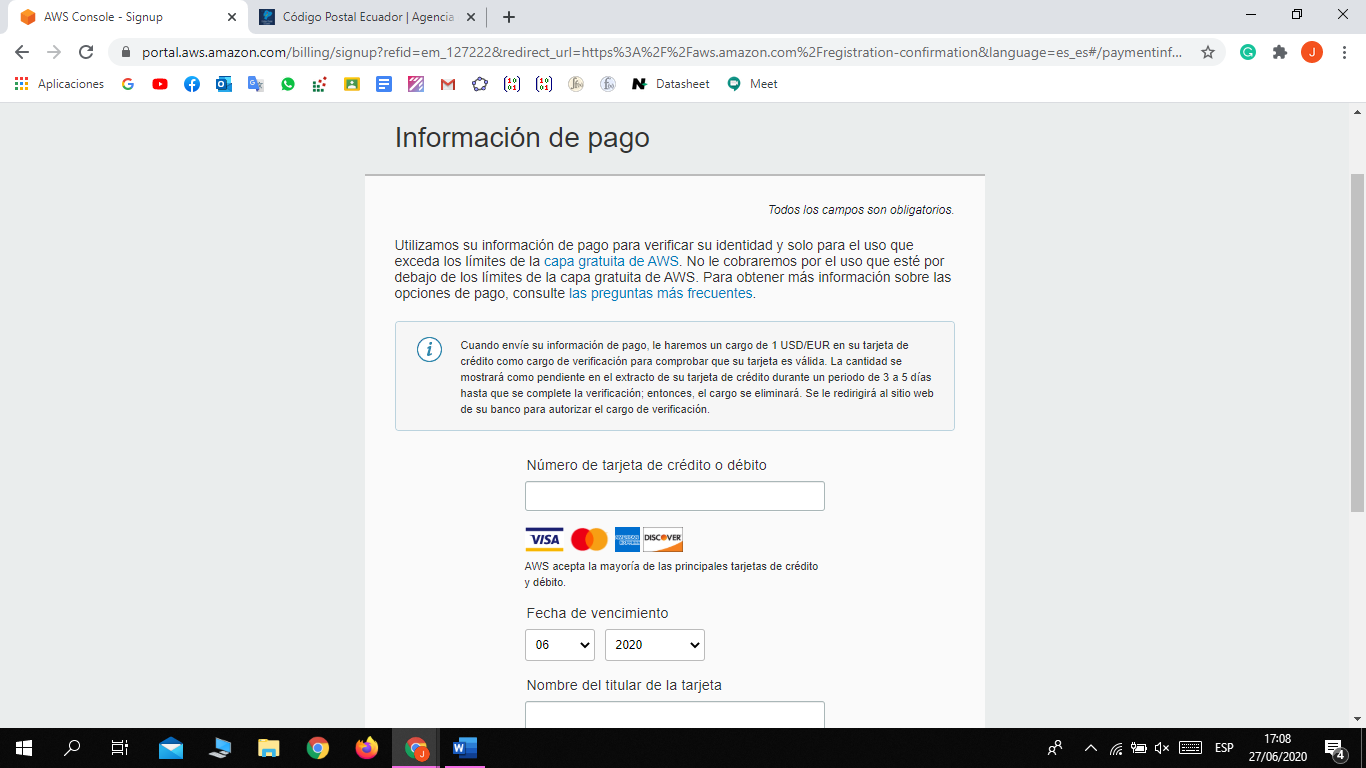 AWS Console - Signup
Código Postal Ecuador | Agencia
portal.aws.amazon.com/billing/signup?refid=em_127222&redirect_url=https%3A%2F%2Faws.amazon.com%2Fregistration-confirmation&language=es_es#/paymentinf...
J
Aplicaciones
Datasheet
Meet
Información de pago
Todos los campos son obligatorios.
Utilizamos su información de pago para verificar su identidad y solo para el uso que
exceda los límites de la capa gratuita de AWS. No le cobraremos por el uso que esté por
debajo de los límites de la capa gratuita de AWS. Para obtener más información sobre las
opciones de pago, consulte las preguntas más frecuentes.
Cuando envíe su información de pago, le haremos un cargo de 1 USD/EUR en su tarjeta de
crédito como cargo de verificación para comprobar que su tarjeta es válida. La cantidad se
mostrará como pendiente en el extracto de su tarjeta de crédito durante un periodo de 3 a 5 días
hasta que se complete la verificación; entonces, el cargo se eliminará. Se le redirigirá al sitio web
de su banco para autorizar el cargo de verificación.
Número de tarjeta de crédito o débito
VISA
DISCOVER
AWS acepta la mayoría de las principales tarjetas de crédito
y débito.
Fecha de vencimiento
06 2020
Nombre del titular de la tarjeta
ESP
17:08
27/06/2020
4